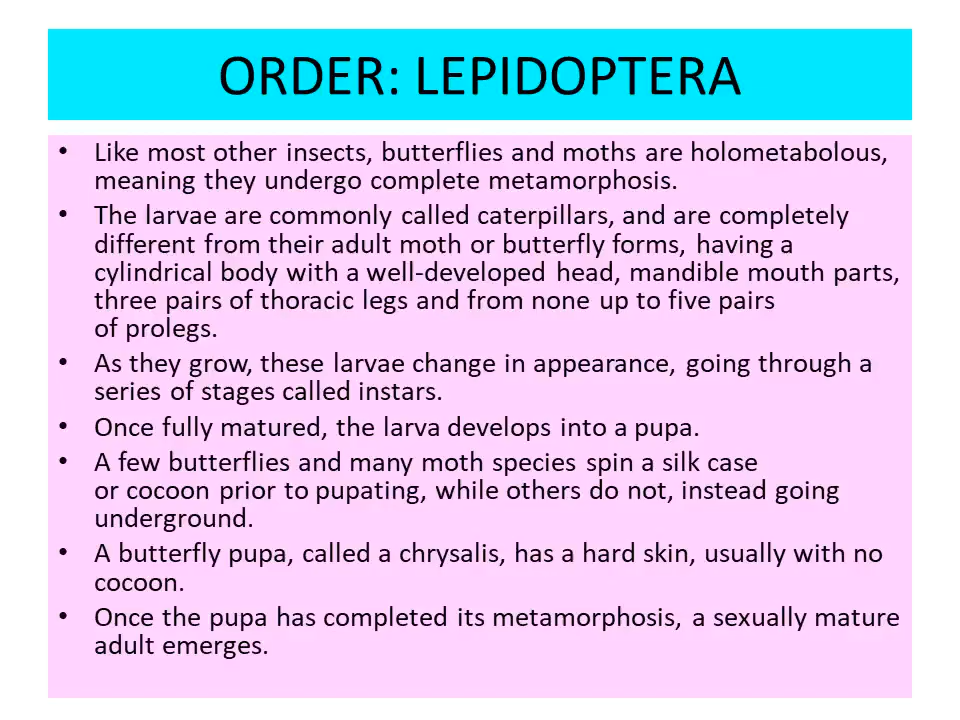 ORDER: LEPIDOPTERA
• Like most other insects, butterflies and moths are holometabolous,
meaning they undergo complete metamorphosis.
• The larvae are commonly called caterpillars, and are completely
different from their adult moth or butterfly forms, having a
cylindrical body with a well-developed head, mandible mouth parts,
three pairs of thoracic legs and from none up to five pairs
of prolegs.
• As they grow, these larvae change in appearance, going through a
series of stages called instars.
• Once fully matured, the larva develops into a pupa.
• A few butterflies and many moth species spin a silk case
or cocoon prior to pupating, while others do not, instead going
underground.
• A butterfly pupa, called a chrysalis, has a hard skin, usually with no
cocoon.
• Once the pupa has completed its metamorphosis, a sexually mature
adult emerges.